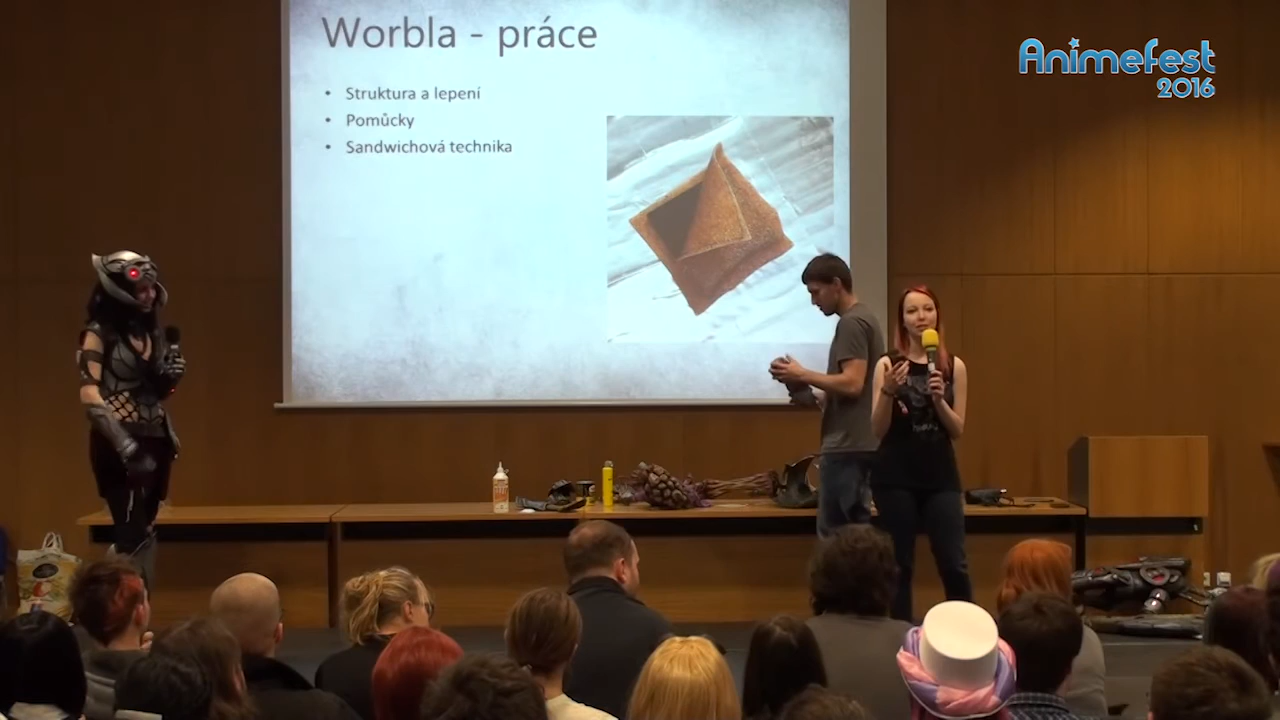 Worbla - práce
• Struktura a lepení
• Pomůcky
• Sandwichová technika
Animefest
2016